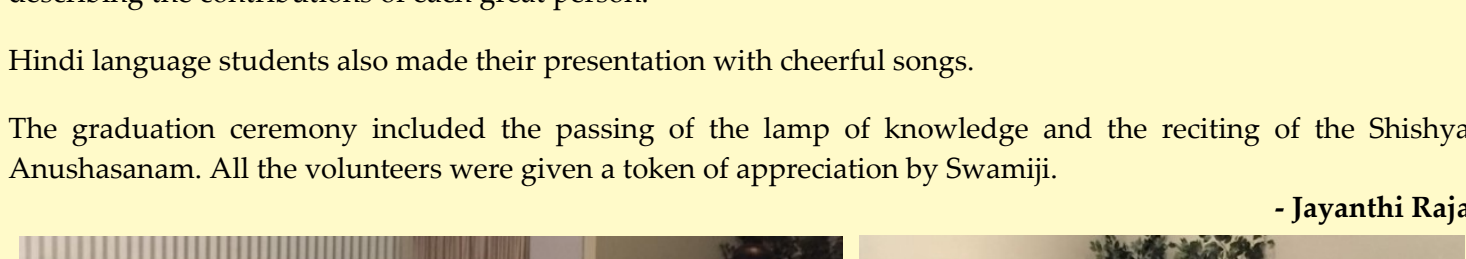 describing the contributions of each great person.
Hindi language students also made their presentation with cheerful songs.
The graduation ceremony included the passing of the lamp of knowledge and the reciting of the Shishya
Anushasanam. All the volunteers were given a token of appreciation by Swamiji.
- Jayanthi Raja